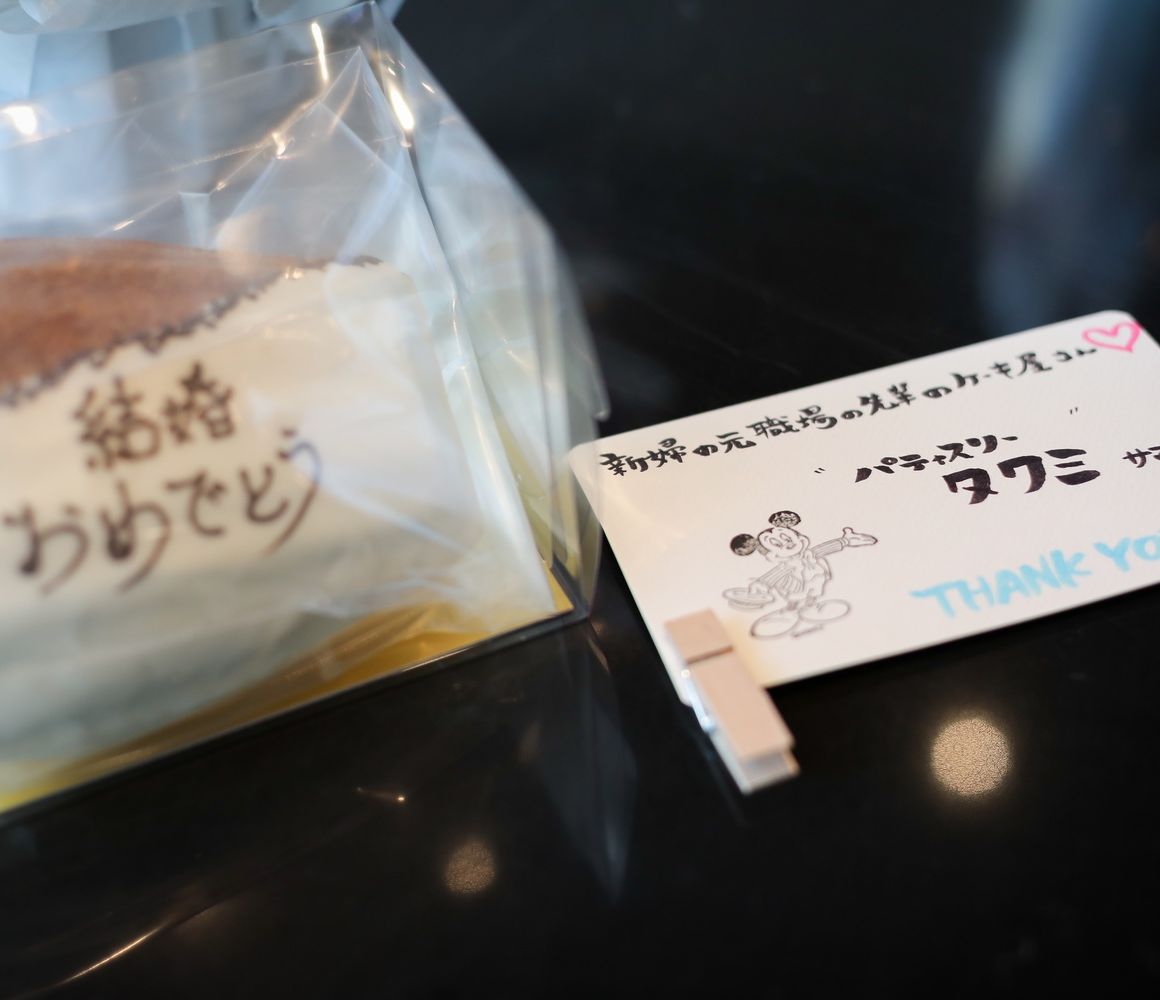 結婚
おめでとう
新婦の元職場の先輩のケーキ屋さん
"パティスリー"
タクミ
THANK YO